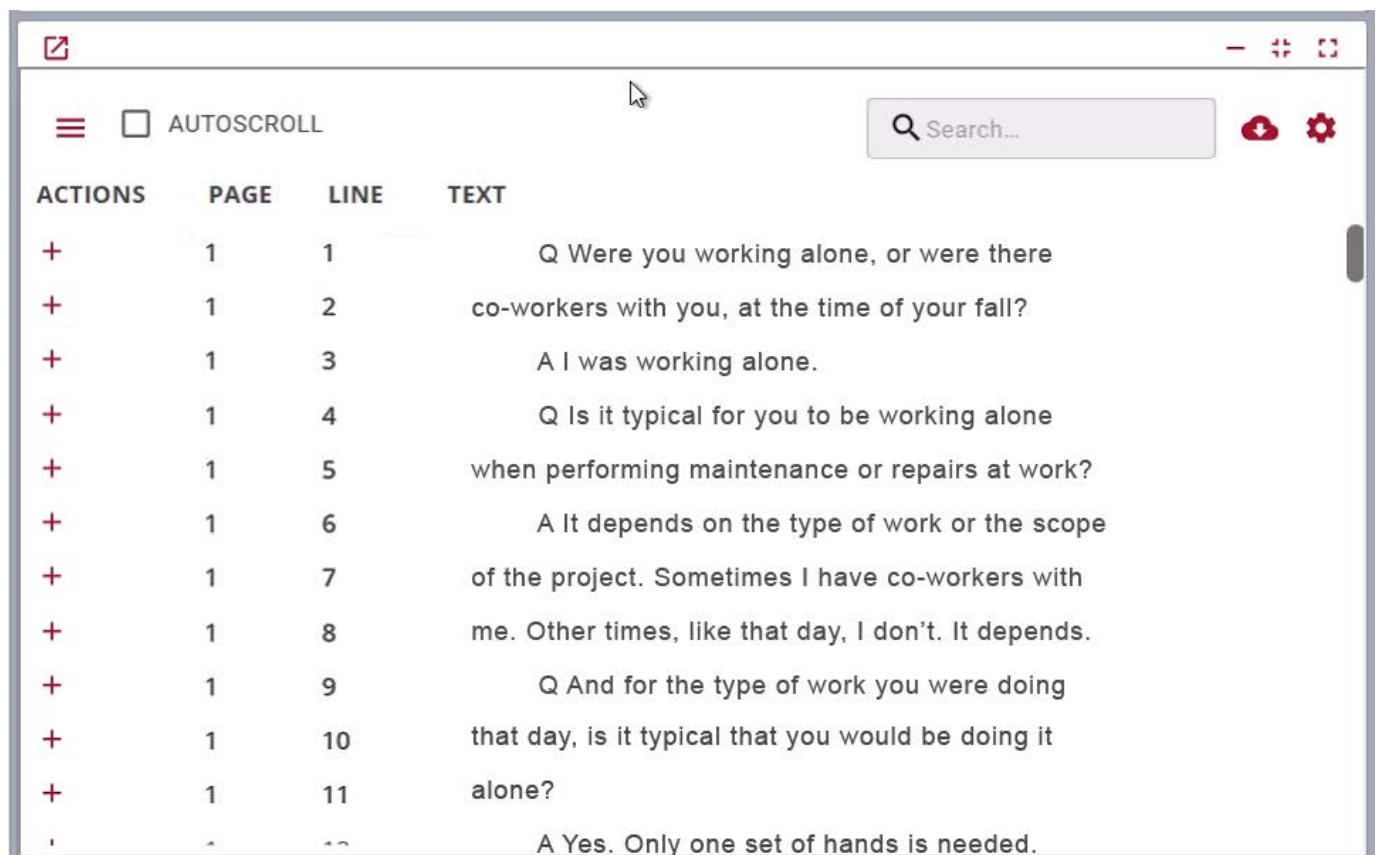 AUTOSCROLL Search...
ACTIONS PAGE LINE TEXT
+ 1 1 Q Were you working alone, or were there
+ 1 2 co-workers with you, at the time of your fall?
+ 1 3 A I was working alone.
+ 1 4 Q Is it typical for you to be working alone
+ 1 5 when performing maintenance or repairs at work?
+ 1 6 A It depends on the type of work or the scope
+ 1 7 of the project. Sometimes I have co-workers with
+ 1 8 me. Other times, like that day, I don’t. It depends.
+ 1 9 Q And for the type of work you were doing
+ 1 10 that day, is it typical that you would be doing it
+ 1 11 alone?
A Yes. Only one set of hands is needed.